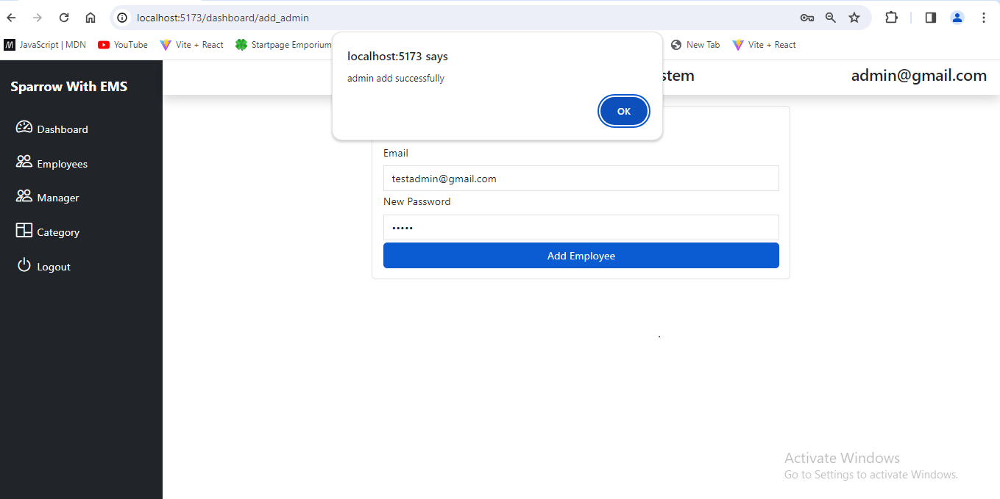 localhost:5173/dashboard/add_admin
JavaScript | MDN
YouTube
Vite + React
Startpage Emporium
New Tab
Vite + React
localhost:5173 says
admin add successfully
OK
Sparrow With EMS
stem
admin@gmail.com
Dashboard
Employees
Manager
Category
Logout
Email
testadmin@gmail.com
New Password
•••••
Add Employee
Activate Windows
Go to Settings to activate Windows.